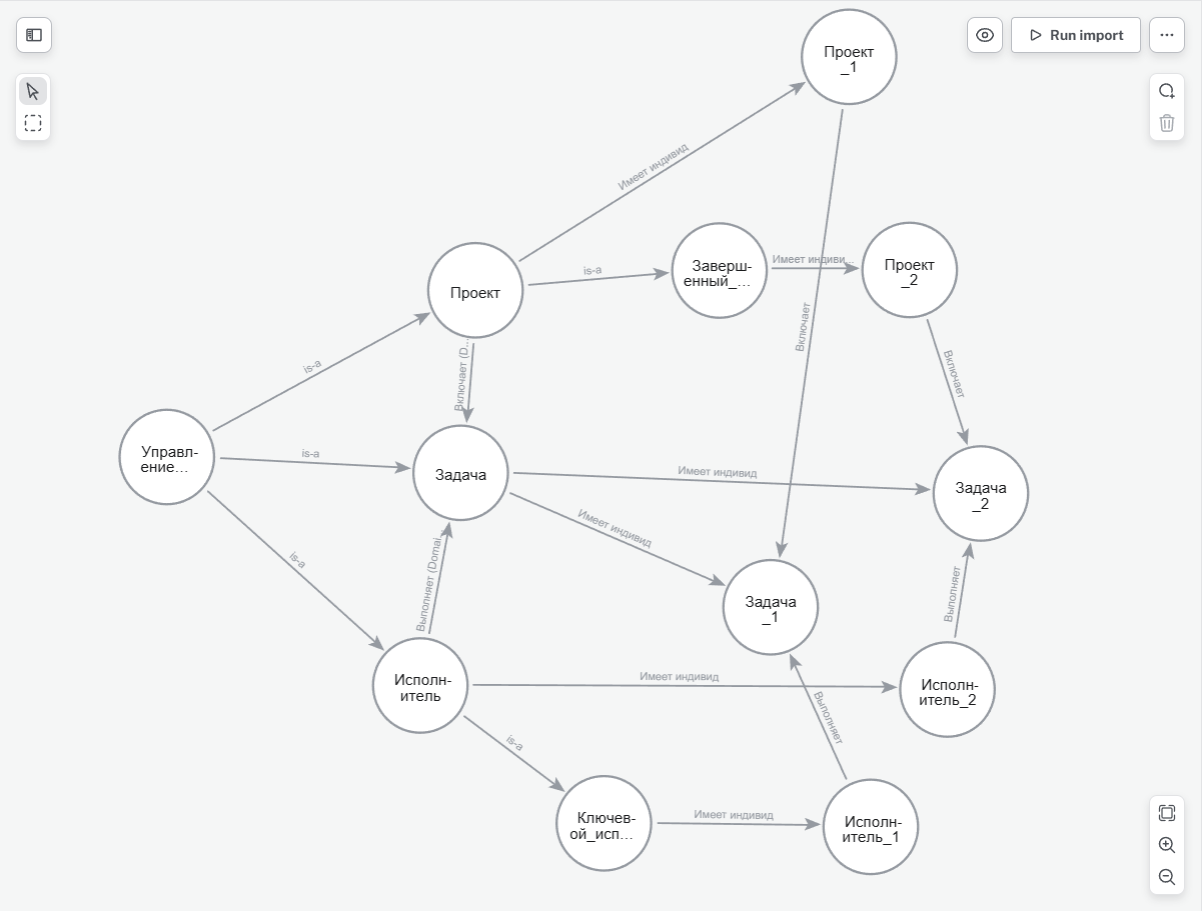 Run import
Проект
_1
Имеет индивид
Заверш-
енный_...
Имеет индиви...
Проект
_2
Проект
is-a
Включает
Включает
is-a
Включает (D...
Управл-
ение...
is-a
Задача
Имеет индивид
Задача
_2
Имеет индивид
is-a
Выполняет (Domai...
Задача
_1
Выполняет
Исполн-
итель
Имеет индивид
Исполн-
итель_2
Выполняет
is-a
Ключев-
ой_исп...
Имеет индивид
Исполн-
итель_1